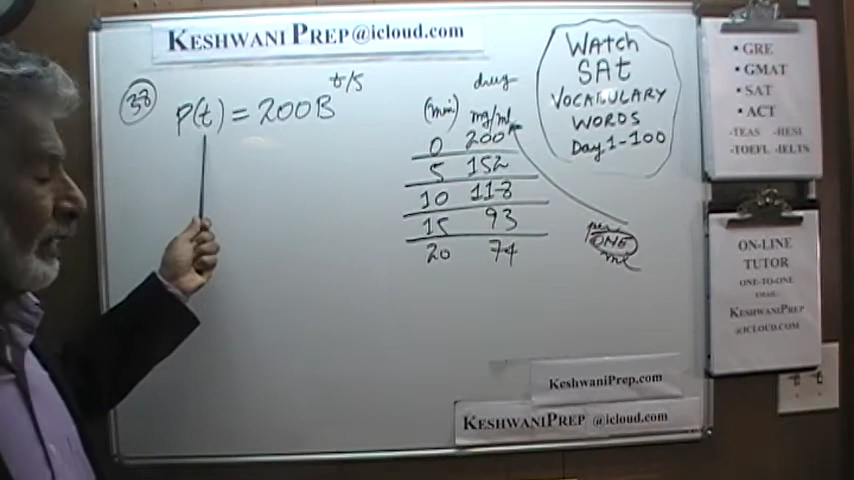 KESHWANIPREP@icloud.com
38
P(t) = 200B^t/5
drug
(min) mg/ml
0 200
5 152
10 118
15 93
20 74
per
ONE
ml
WAtch
SAt
VOCABULARY
WORDS
Day 1-100
• GRE
• GMAT
• SAT
• ACT
-TEAS -HESI
-TOEFL -IELTS
ON-LINE
TUTOR
ONE-TO-ONE
EMAIL:
KESHWANIPREP
@ICLOUD.COM
KeshwaniPrep.com
KESHWANIPREP @icloud.com